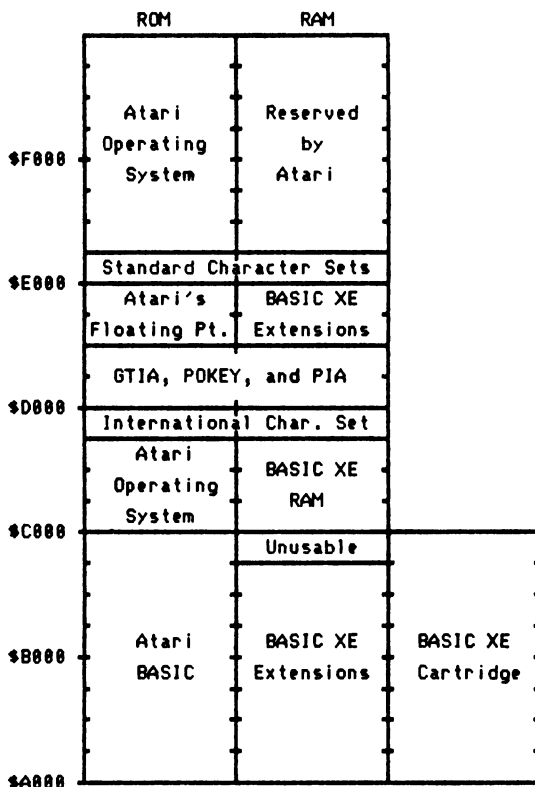 ROM RAM
Atari Reserved
Operating by
$F000
System Atari
Standard Character Sets
$E000
Atari's BASIC XE
Floating Pt. Extensions
GTIA, POKEY, and PIA
$D000
International Char. Set
Atari
Operating
System
BASIC XE
RAM
$C000
Unusable
$B000
Atari
BASIC
BASIC XE
Extensions
BASIC XE
Cartridge
$A000